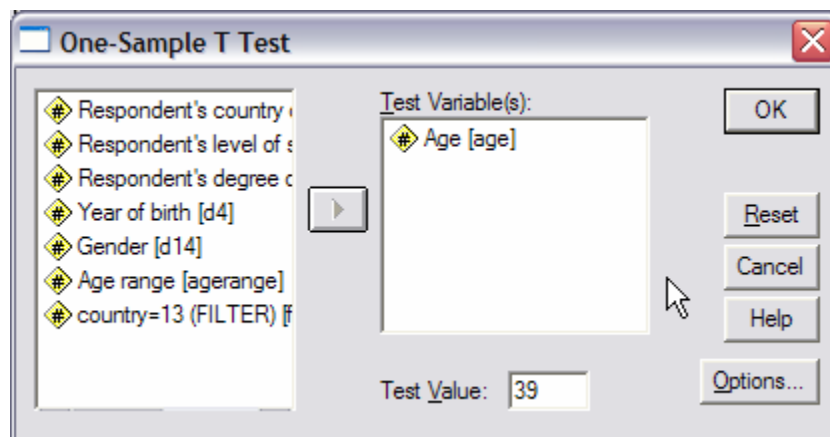 One-Sample T Test
Respondent's country
Respondent's level of
Respondent's degree
Year of birth [d4]
Gender [d14]
Age range [agerange]
country=13 (FILTER) [f
Test Variable(s):
Age [age]
Test Value: 39
OK
Reset
Cancel
Help
Options...